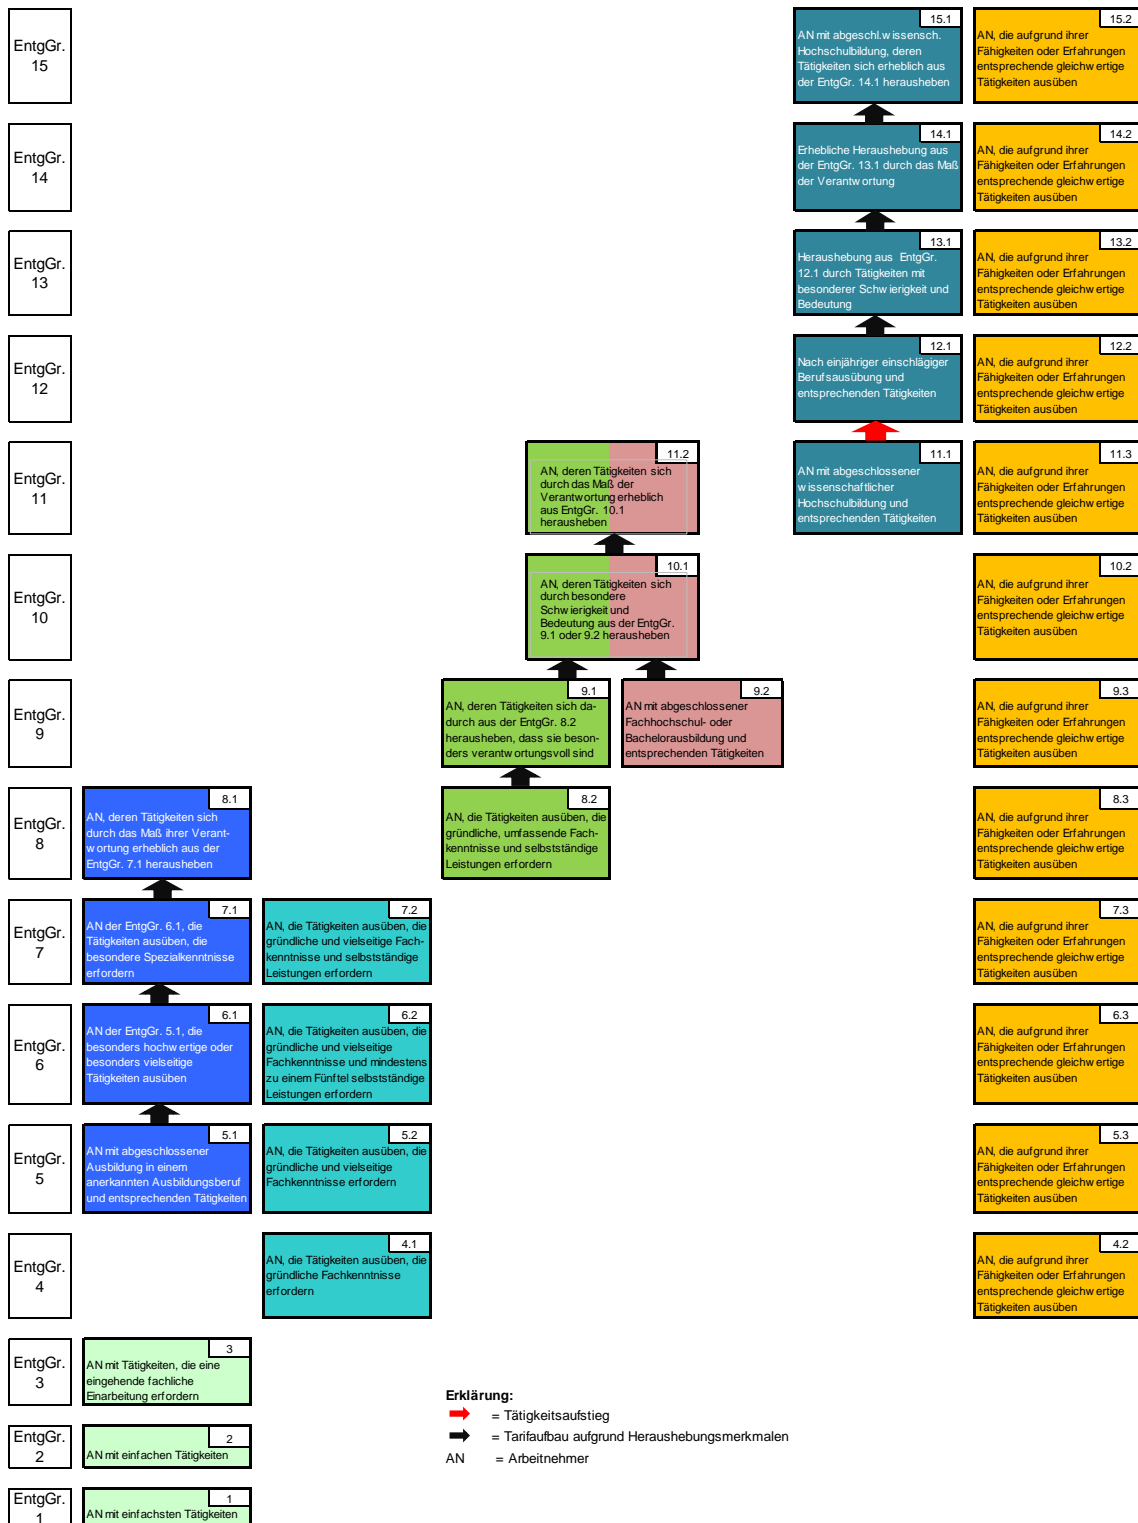 EntgGr.
15
15.1
AN mit abgeschl.wissensch.
Hochschulbildung, deren
Tätigkeiten sich erheblich aus
der EntgGr. 14.1 herausheben
15.2
AN, die aufgrund ihrer
Fähigkeiten oder Erfahrungen
entsprechende gleichwertige
Tätigkeiten ausüben
EntgGr.
14
14.1
Erhebliche Heraushebung aus
der EntgGr. 13.1 durch das Maß
der Verantwortung
14.2
AN, die aufgrund ihrer
Fähigkeiten oder Erfahrungen
entsprechende gleichwertige
Tätigkeiten ausüben
EntgGr.
13
13.1
Heraushebung aus EntgGr.
12.1 durch Tätigkeiten mit
besonderer Schwierigkeit und
Bedeutung
13.2
AN, die aufgrund ihrer
Fähigkeiten oder Erfahrungen
entsprechende gleichwertige
Tätigkeiten ausüben
EntgGr.
12
12.1
Nach einjähriger einschlägiger
Berufsausübung und
entsprechenden Tätigkeiten
12.2
AN, die aufgrund ihrer
Fähigkeiten oder Erfahrungen
entsprechende gleichwertige
Tätigkeiten ausüben
EntgGr.
11
11.2
AN, deren Tätigkeiten sich
durch das Maß der
Verantwortung erheblich
aus EntgGr. 10.1
herausheben
11.1
AN mit abgeschlossener
wissenschaftlicher
Hochschulbildung und
entsprechenden Tätigkeiten
11.3
AN, die aufgrund ihrer
Fähigkeiten oder Erfahrungen
entsprechende gleichwertige
Tätigkeiten ausüben
EntgGr.
10
10.1
AN, deren Tätigkeiten sich
durch besondere
Schwierigkeit und
Bedeutung aus der EntgGr.
9.1 oder 9.2 herausheben
10.2
AN, die aufgrund ihrer
Fähigkeiten oder Erfahrungen
entsprechende gleichwertige
Tätigkeiten ausüben
EntgGr.
9
9.1
AN, deren Tätigkeiten sich da-
durch aus der EntgGr. 8.2
herausheben, dass sie beson-
ders verantwortungsvoll sind
9.2
AN mit abgeschlossener
Fachhochschul- oder
Bachelorausbildung und
entsprechenden Tätigkeiten
9.3
AN, die aufgrund ihrer
Fähigkeiten oder Erfahrungen
entsprechende gleichwertige
Tätigkeiten ausüben
EntgGr.
8
8.1
AN, deren Tätigkeiten sich
durch das Maß ihrer Verant-
wortung erheblich aus der
EntgGr. 7.1 herausheben
8.2
AN, die Tätigkeiten ausüben, die
gründliche, umfassende Fach-
kenntnisse und selbstständige
Leistungen erfordern
8.3
AN, die aufgrund ihrer
Fähigkeiten oder Erfahrungen
entsprechende gleichwertige
Tätigkeiten ausüben
EntgGr.
7
7.1
AN der EntgGr. 6.1, die
Tätigkeiten ausüben, die
besondere Spezialkenntnisse
erfordern
7.2
AN, die Tätigkeiten ausüben, die
gründliche und vielseitige Fach-
kenntnisse und selbstständige
Leistungen erfordern
7.3
AN, die aufgrund ihrer
Fähigkeiten oder Erfahrungen
entsprechende gleichwertige
Tätigkeiten ausüben
EntgGr.
6
6.1
AN der EntgGr. 5.1, die
besonders hochwertige oder
besonders vielseitige
Tätigkeiten ausüben
6.2
AN, die Tätigkeiten ausüben, die
gründliche und vielseitige
Fachkenntnisse und mindestens
zu einem Fünftel selbstständige
Leistungen erfordern
6.3
AN, die aufgrund ihrer
Fähigkeiten oder Erfahrungen
entsprechende gleichwertige
Tätigkeiten ausüben
EntgGr.
5
5.1
AN mit abgeschlossener
Ausbildung in einem
anerkannten Ausbildungsberuf
und entsprechenden Tätigkeiten
5.2
AN, die Tätigkeiten ausüben, die
gründliche und vielseitige
Fachkenntnisse erfordern
5.3
AN, die aufgrund ihrer
Fähigkeiten oder Erfahrungen
entsprechende gleichwertige
Tätigkeiten ausüben
EntgGr.
4
4.1
AN, die Tätigkeiten ausüben, die
gründliche Fachkenntnisse
erfordern
4.2
AN, die aufgrund ihrer
Fähigkeiten oder Erfahrungen
entsprechende gleichwertige
Tätigkeiten ausüben
EntgGr.
3
3
AN mit Tätigkeiten, die eine
eingehende fachliche
Einarbeitung erfordern
EntgGr.
2
2
AN mit einfachen Tätigkeiten
EntgGr.
1
1
AN mit einfachsten Tätigkeiten
Erklärung:
= Tätigkeitsaufstieg
= Tarifaufbau aufgrund Heraushebungsmerkmalen
AN = Arbeitnehmer